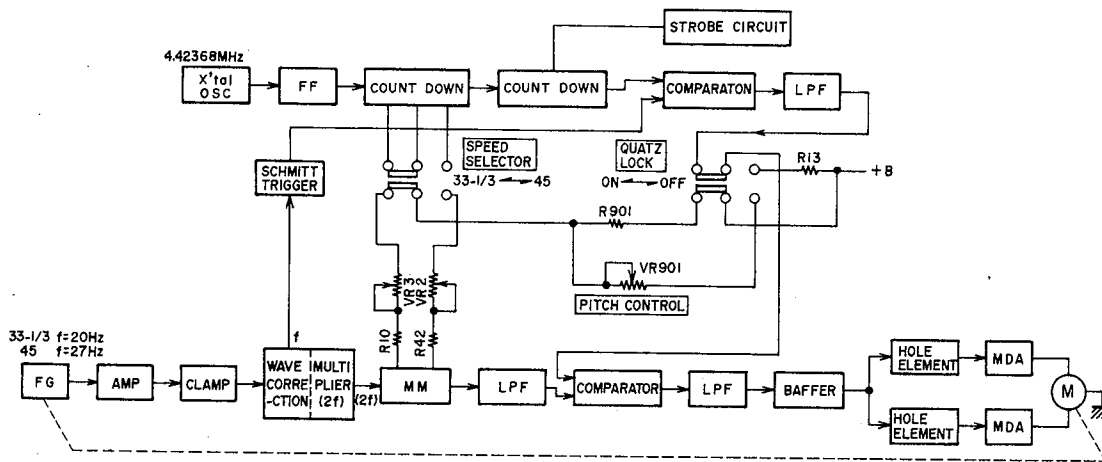 STROBE CIRCUIT
4.42368MHz
X'tal
OSC
FF
COUNT DOWN
COUNT DOWN
COMPARATON
LPF
SPEED
SELECTOR
33-1/3 45
QUATZ
LOCK
ON OFF
R13
+B
SCHMITT
TRIGGER
R901
VR901
PITCH CONTROL
VR3
VR2
R10
R42
33-1/3 f=20Hz
45 f=27Hz
f
FG
AMP
CLAMP
WAVE
CORRE
-CTION
MULTI
PLIER
(2f)
(2f)
MM
LPF
COMPARATOR
LPF
BAFFER
HOLE
ELEMENT
MDA
HOLE
ELEMENT
MDA
M